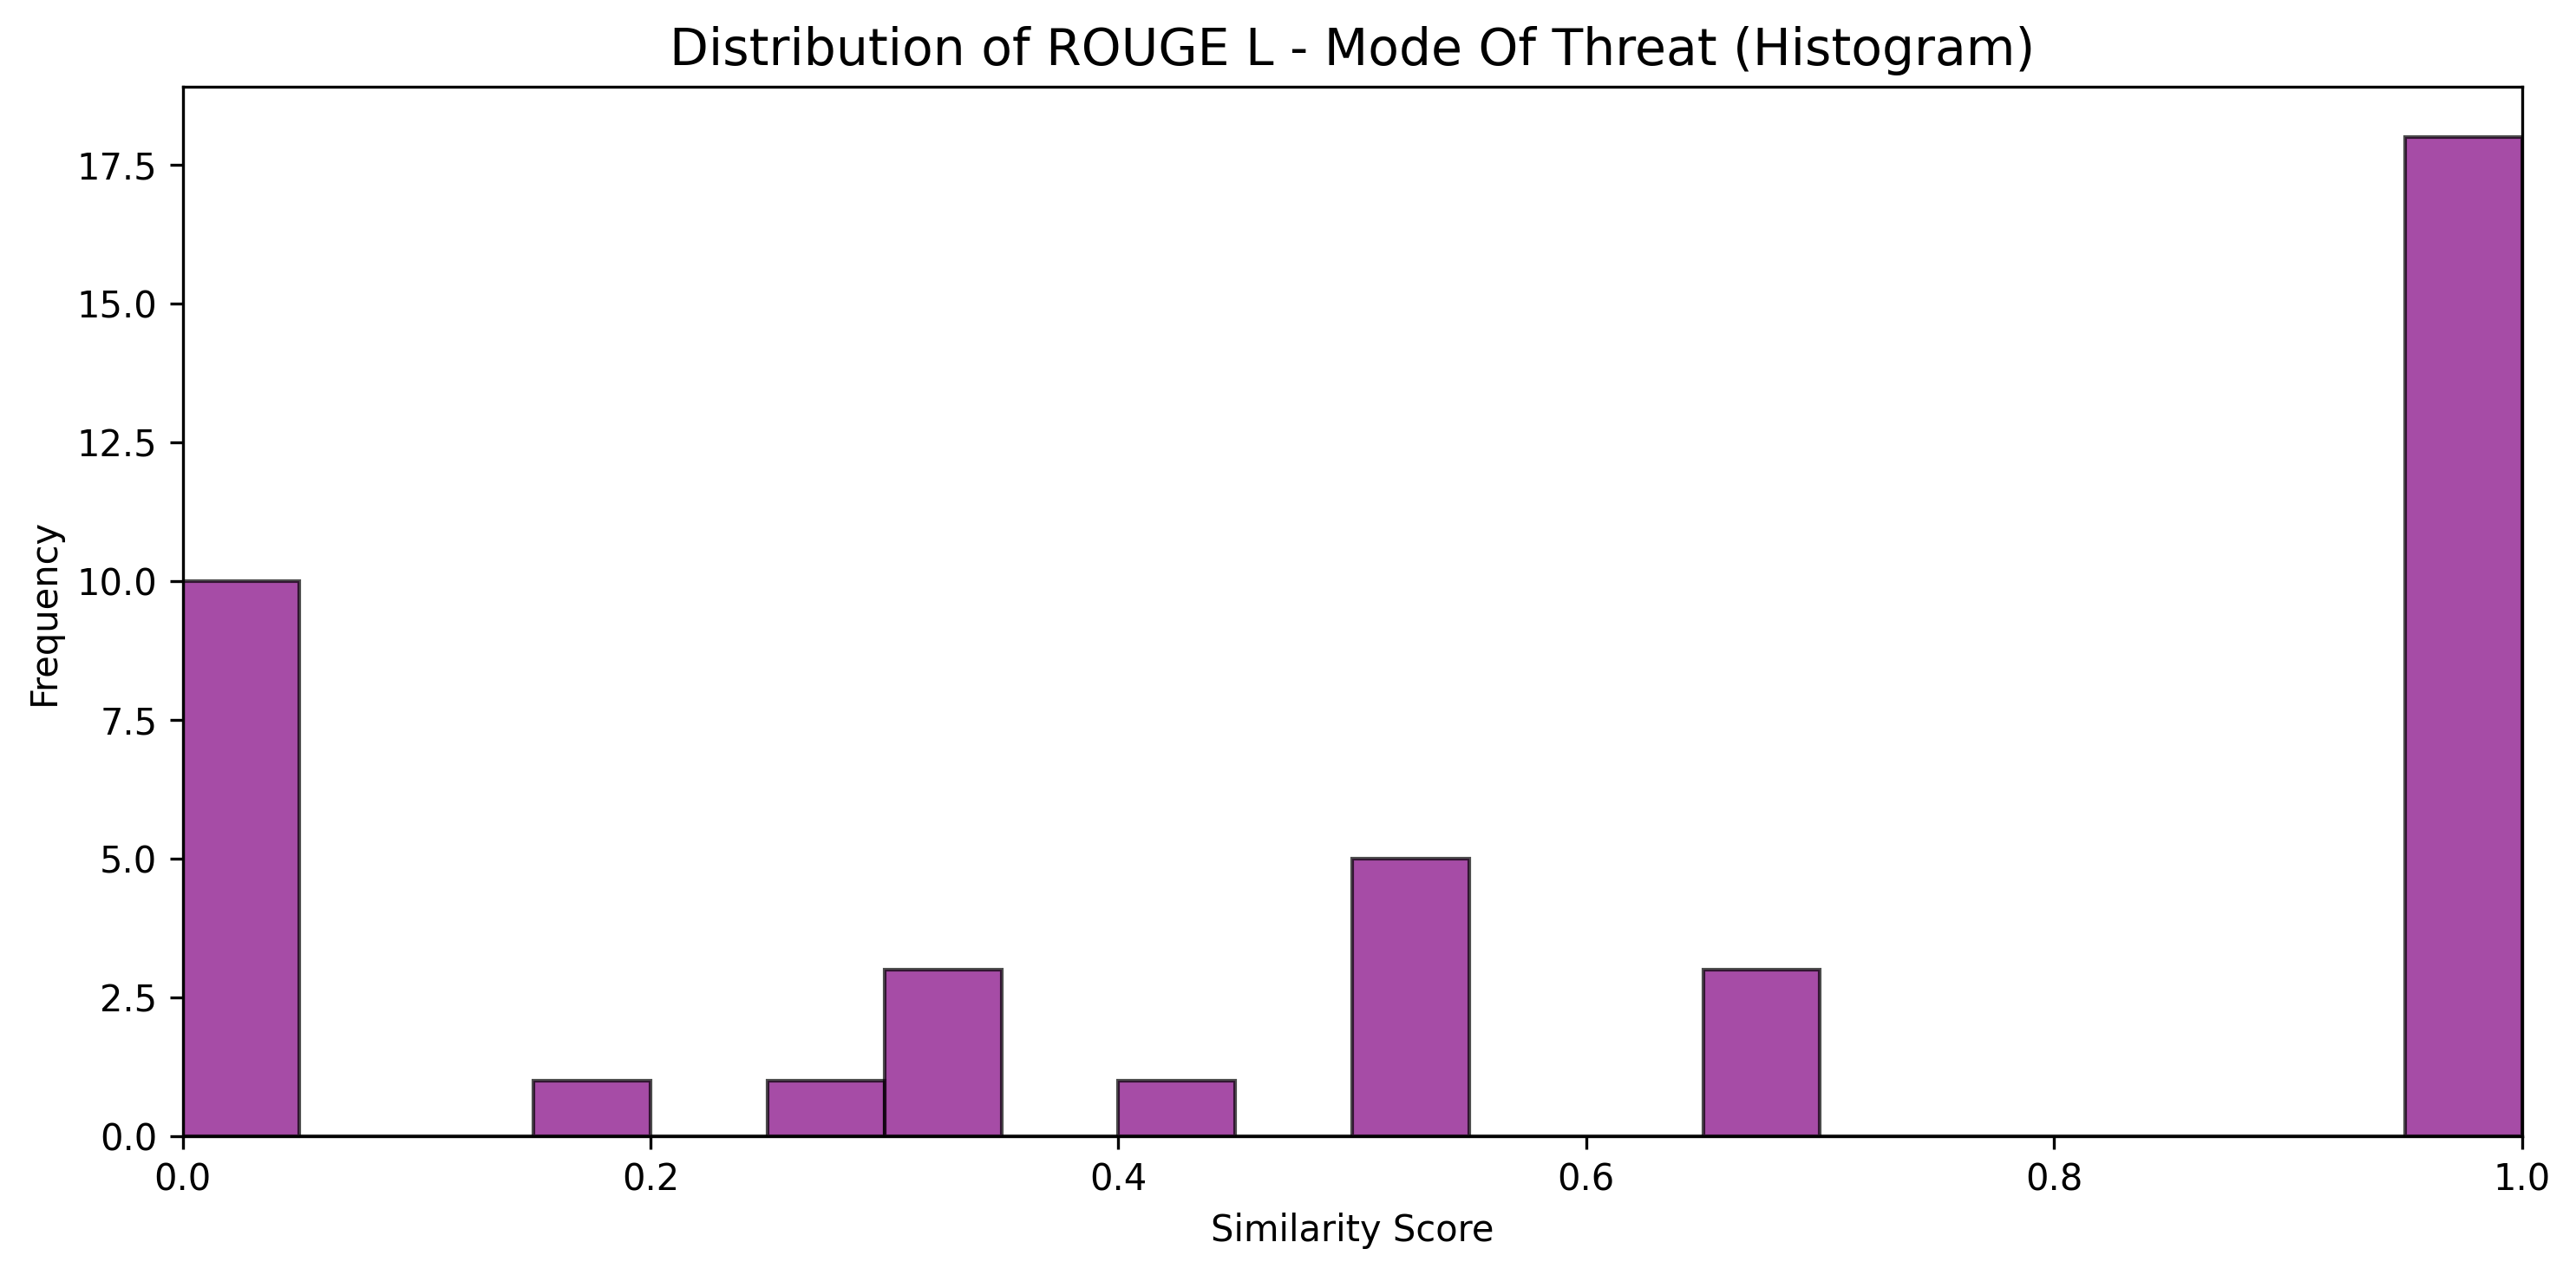 Distribution of ROUGE L - Mode Of Threat (Histogram)
Frequency
17.5
15.0
12.5
10.0
7.5
5.0
2.5
0.0
0.0 0.2 0.4 0.6 0.8 1.0
Similarity Score